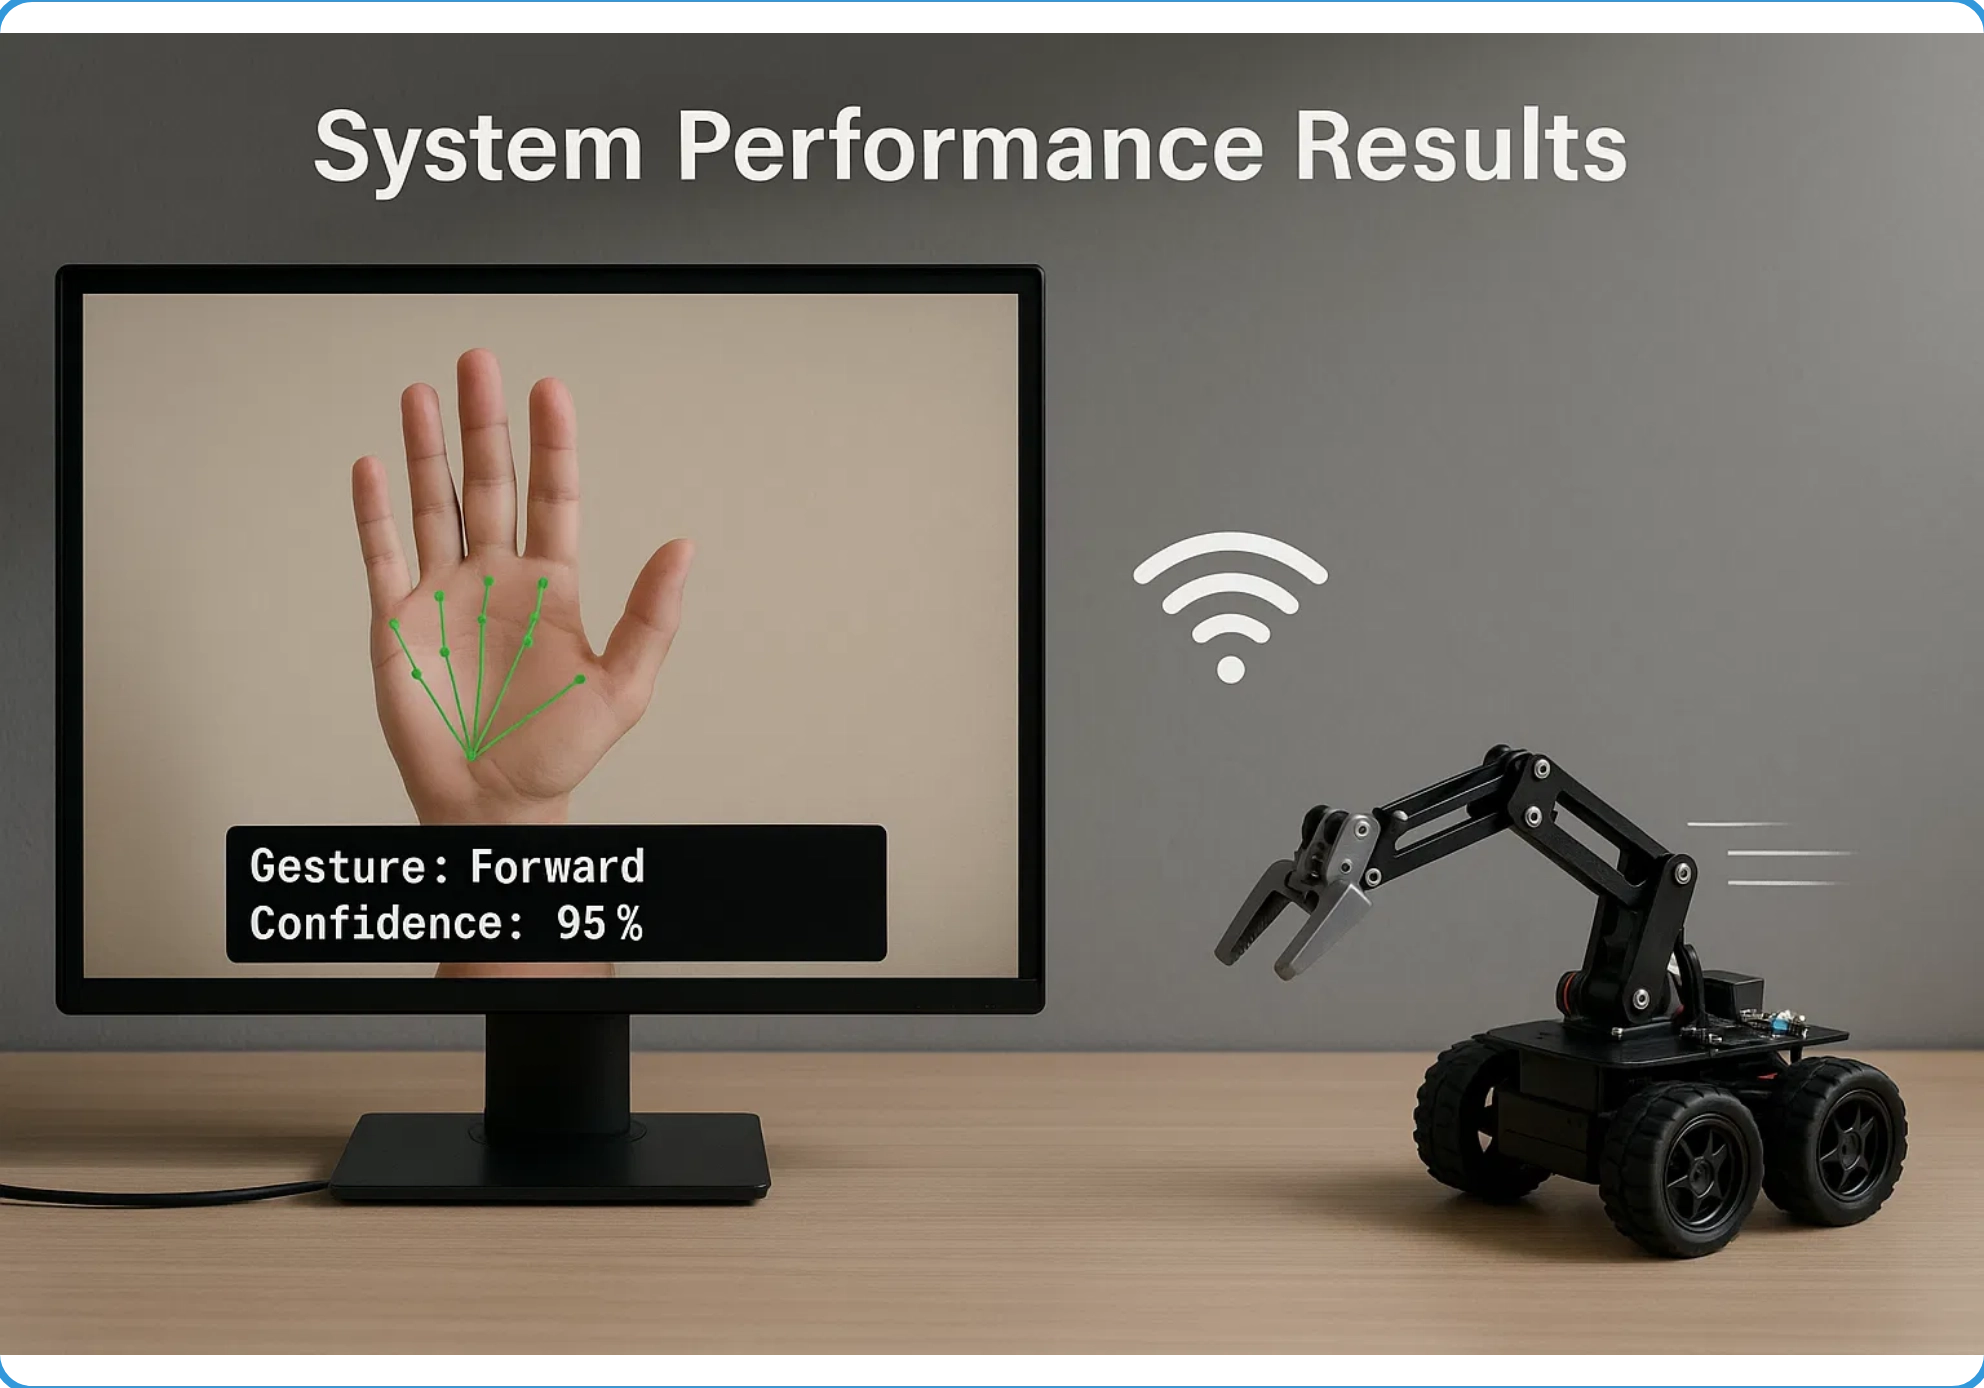 System Performance Results
Gesture: Forward
Confidence: 95%